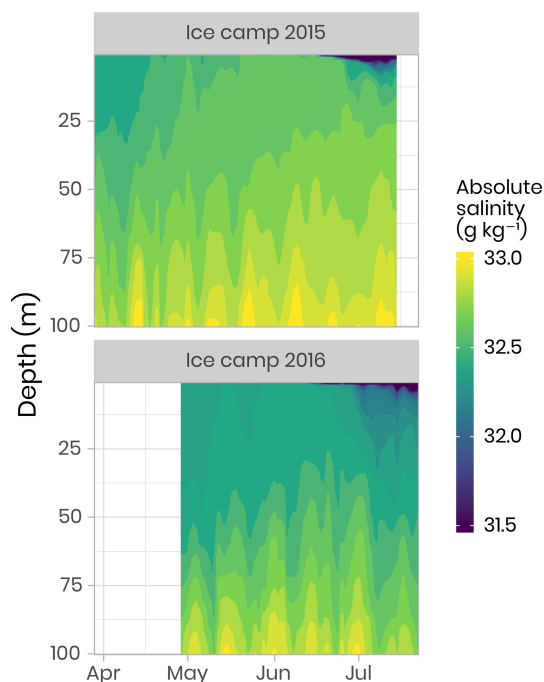 Ice camp 2015
25
50
75
100
Ice camp 2016
25
50
75
100
Apr May Jun Jul
Depth (m)
Absolute
salinity
(g kg⁻¹)
33.0
32.5
32.0
31.5